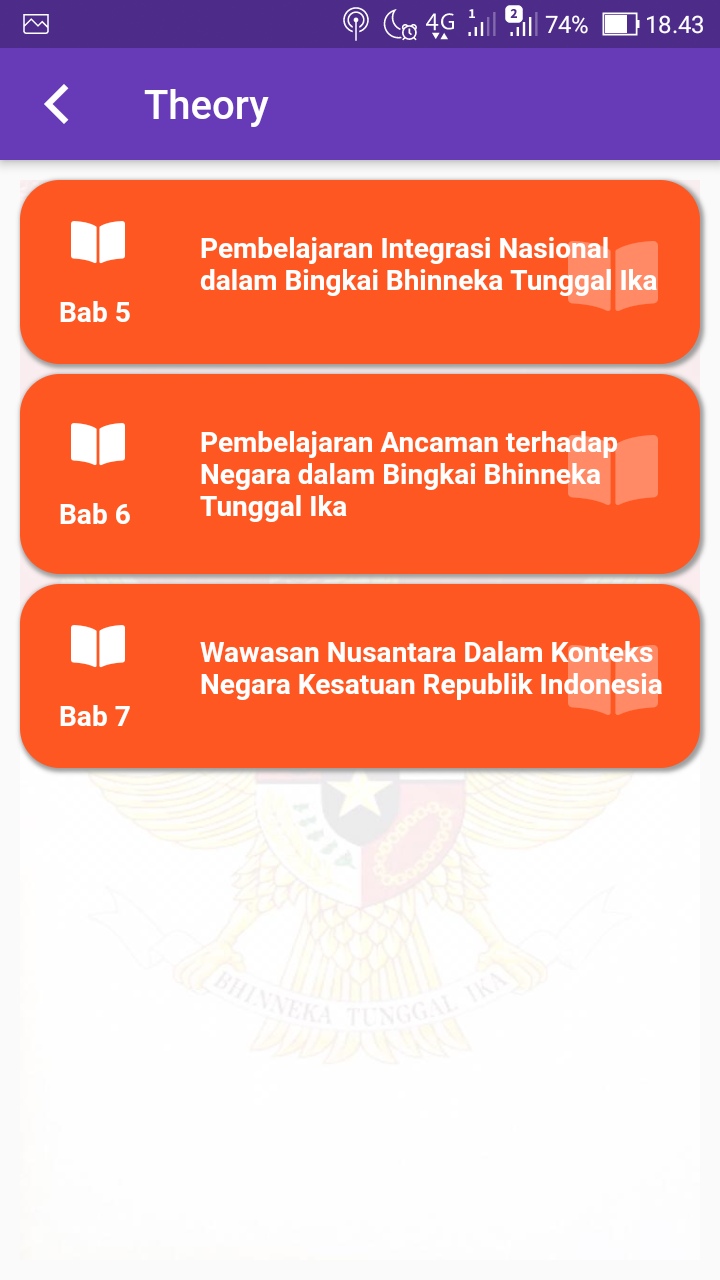 4G 1 2 74% 18.43
Theory
Pembelajaran Integrasi Nasional
dalam Bingkai Bhinneka Tunggal Ika
Bab 5
Pembelajaran Ancaman terhadap
Negara dalam Bingkai Bhinneka
Tunggal Ika
Bab 6
Wawasan Nusantara Dalam Konteks
Negara Kesatuan Republik Indonesia
Bab 7
BHINNEKA TUNGGAL IKA